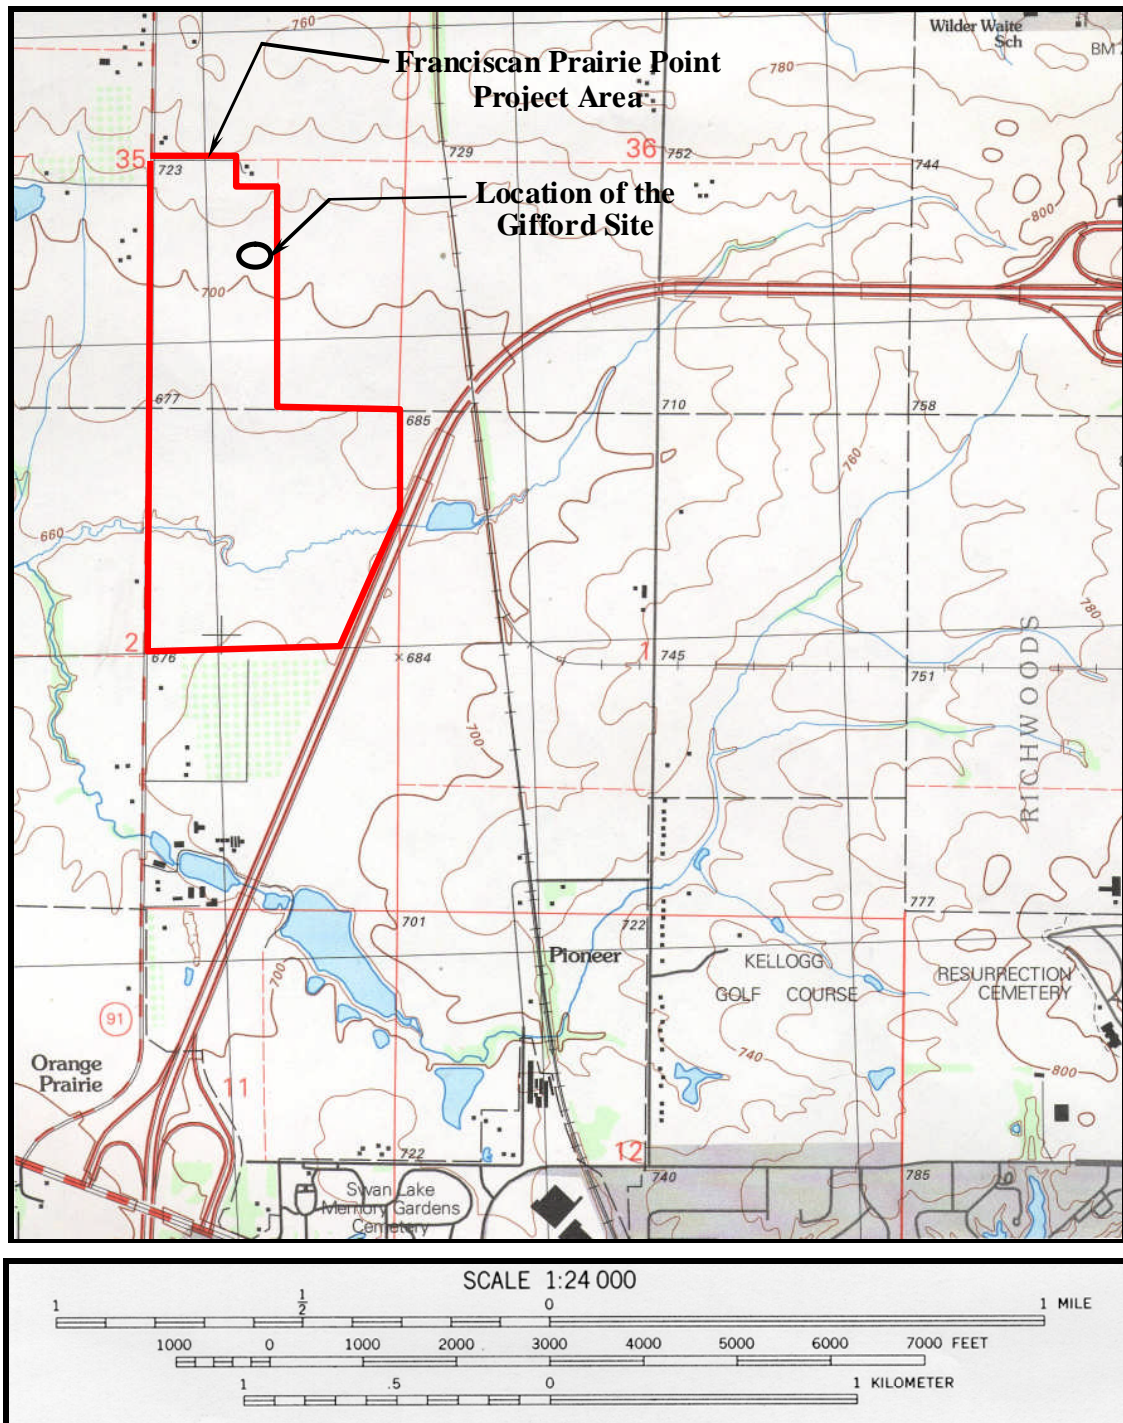 760
Wilder Waite
Sch
BM
Franciscan Prairie Point
Project Area
780
35
723
729
36
752
744
Location of the
Gifford Site
800
700
677
685
710
758
760
660
2
676
684
1
745
751
780
RICHWOODS
700
701
722
777
Pioneer
KELLOGG
GOLF COURSE
RESURRECTION
CEMETERY
700
91
Orange
Prairie
11
740
800
722
12
740
785
Swan Lake
Memory Gardens
Cemetery
SCALE 1:24 000
1 1/2 0 1 MILE
1000 0 1000 2000 3000 4000 5000 6000 7000 FEET
1 .5 0 1 KILOMETER